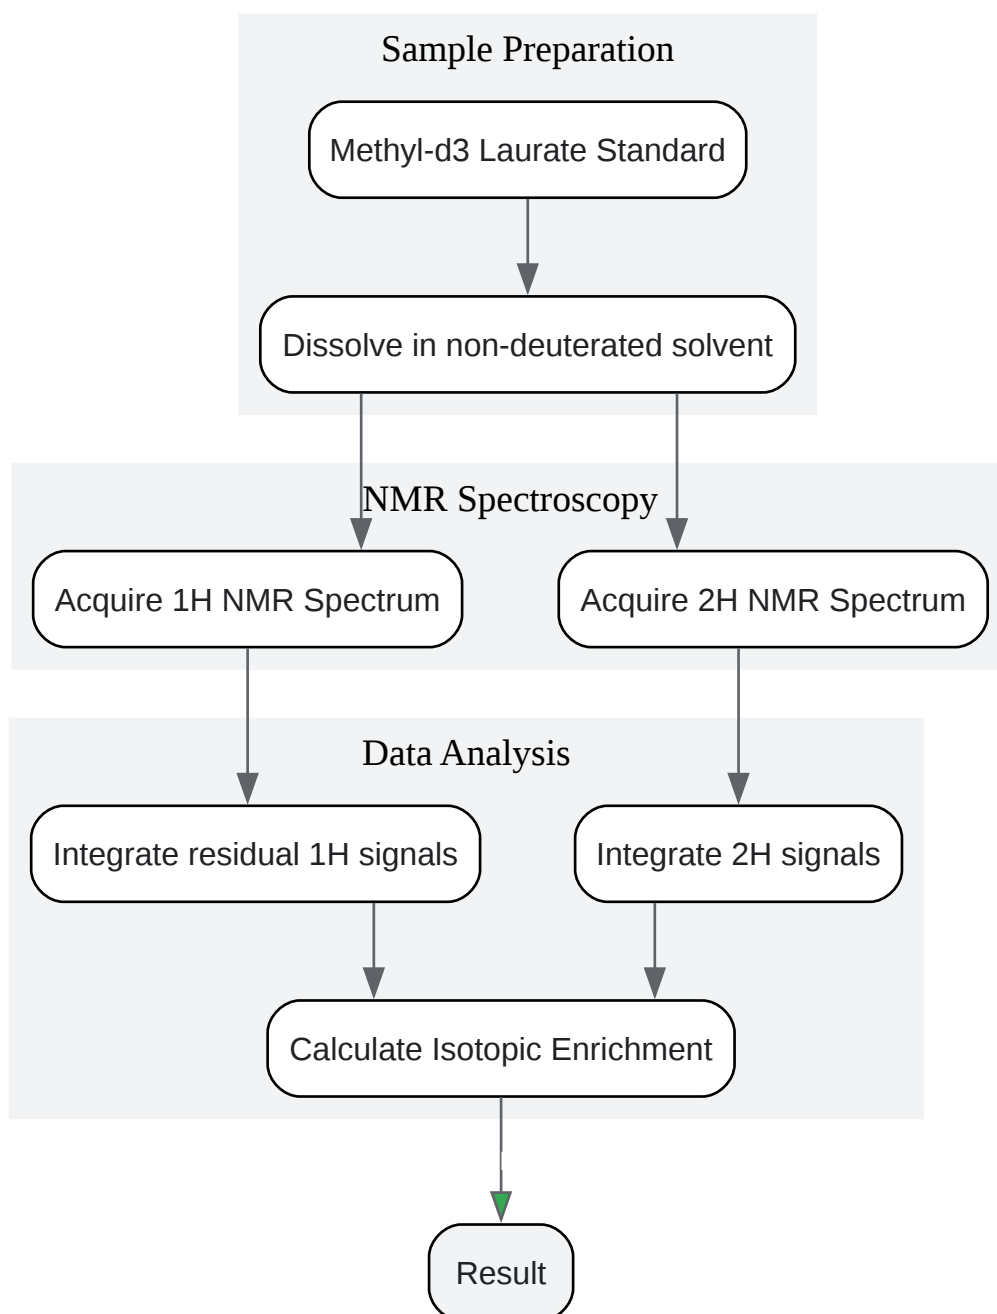 Sample Preparation
Methyl-d3 Laurate Standard
Dissolve in non-deuterated solvent
NMR Spectroscopy
Acquire 1H NMR Spectrum
Acquire 2H NMR Spectrum
Data Analysis
Integrate residual 1H signals
Integrate 2H signals
Calculate Isotopic Enrichment
Result